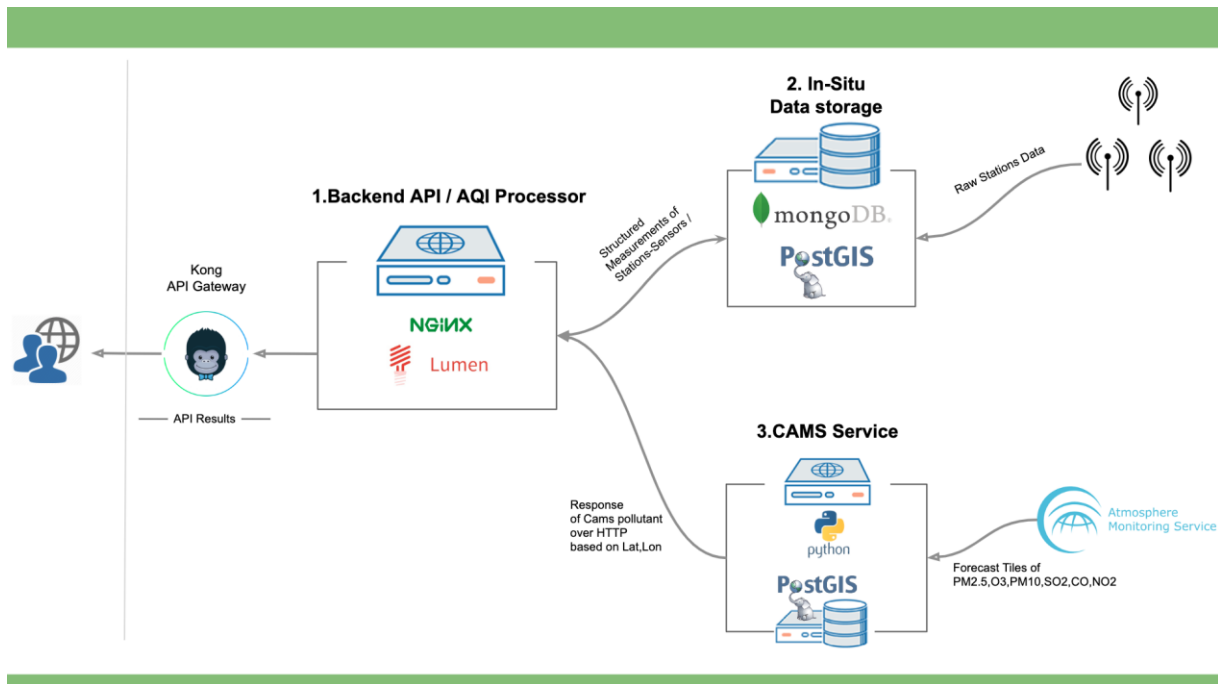 2. In-Situ
Data storage
Raw Stations Data
mongoDB®
PostGIS
1.Backend API / AQI Processor
Structured
Measurements of
Stations-Sensors /
NGINX
Lumen
Kong
API Gateway
API Results
3.CAMS Service
Response
of Cams pollutant
over HTTP
based on Lat,Lon
python
PostGIS
Atmosphere
Monitoring Service
Forecast Tiles of
PM2.5,O3,PM10,SO2,CO,NO2